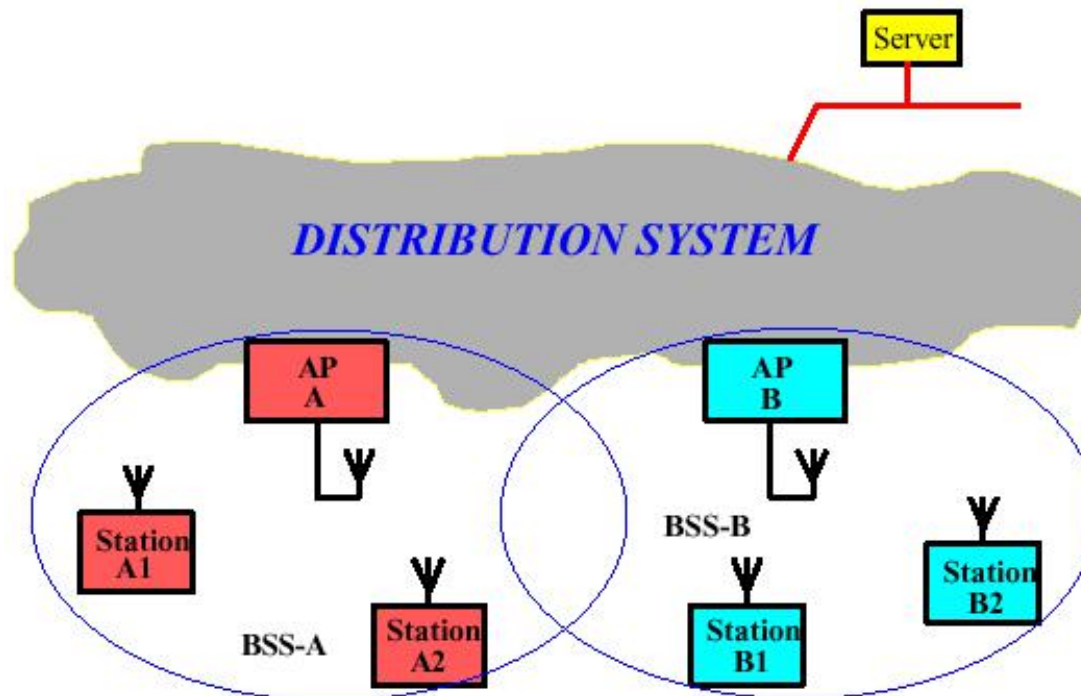 Server
DISTRIBUTION SYSTEM
AP
A
AP
B
BSS-B
Station
A1
Station
B2
BSS-A
Station
A2
Station
B1